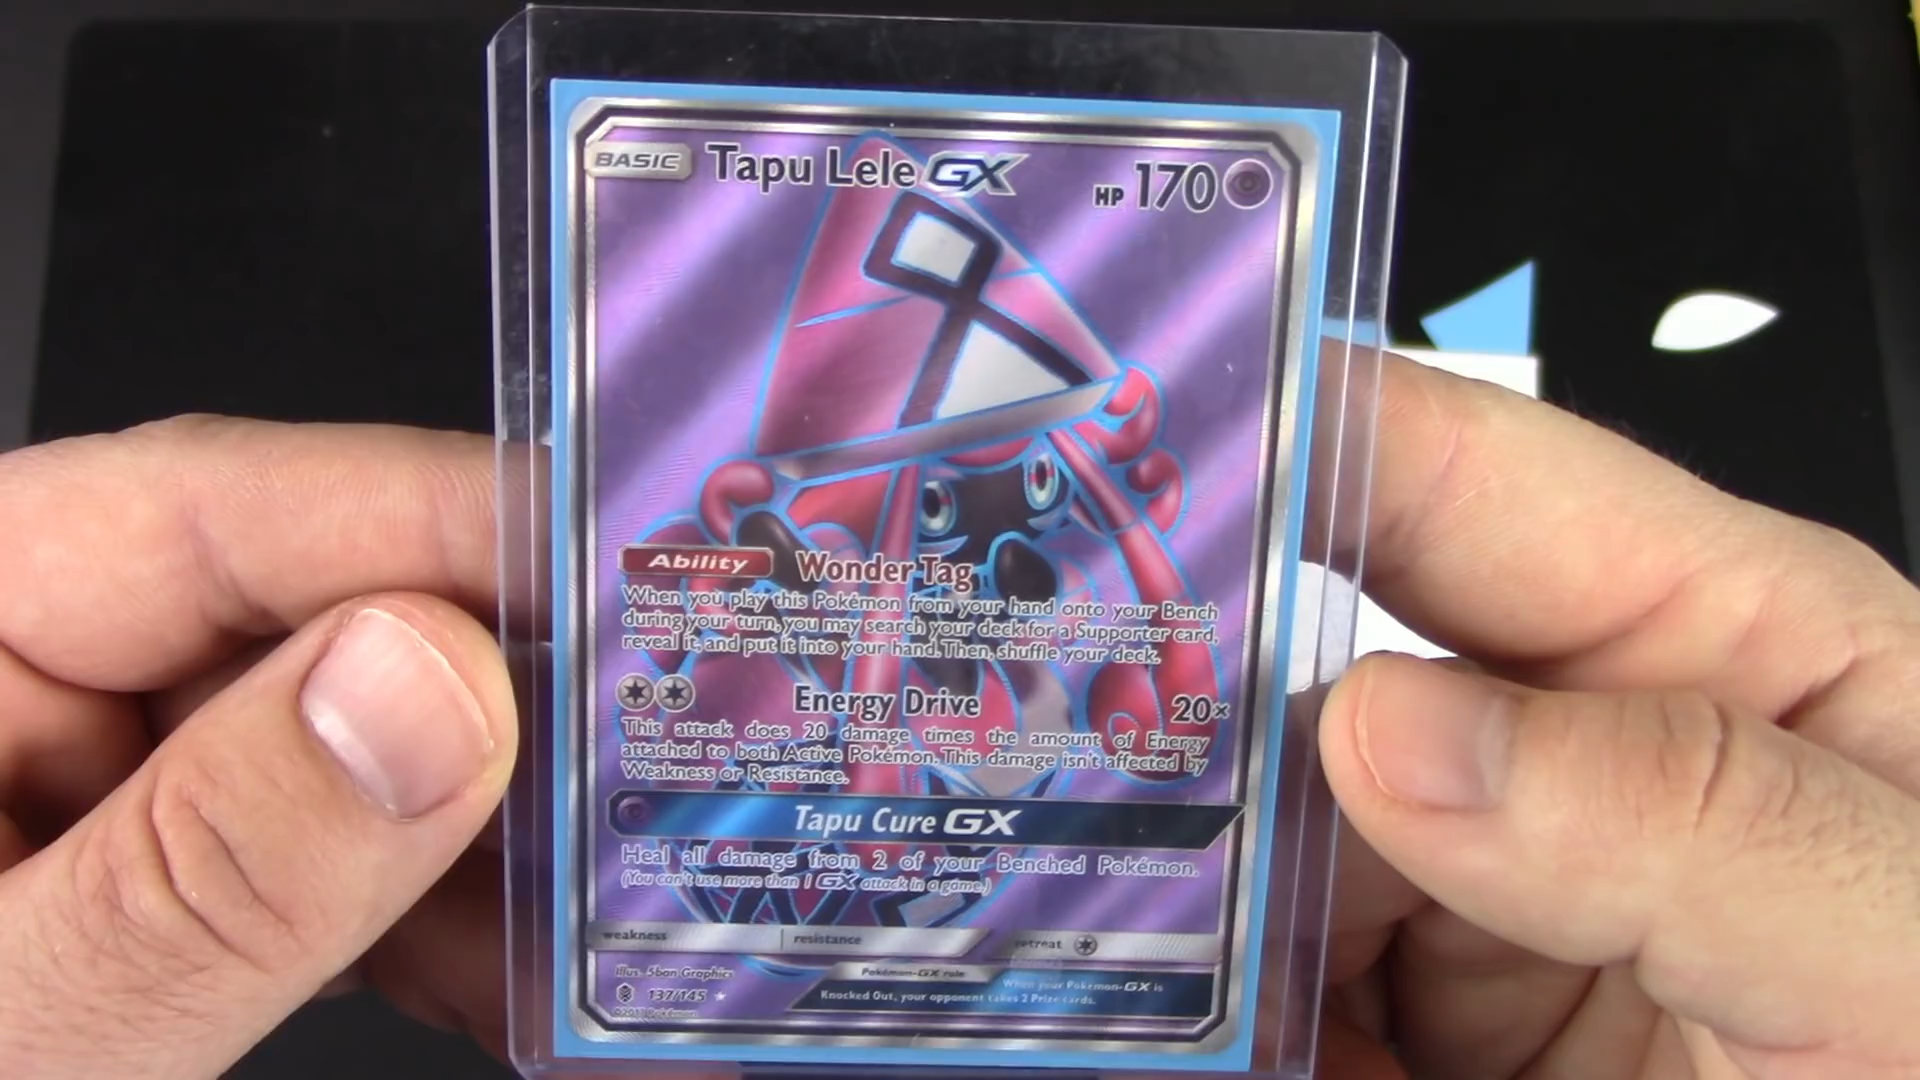 BASIC Tapu Lele GX HP 170
Ability Wonder Tag
When you play this Pokémon from your hand onto your Bench
during your turn, you may search your deck for a Supporter card,
reveal it, and put it into your hand. Then, shuffle your deck.
Energy Drive 20×
This attack does 20 damage times the amount of Energy
attached to both Active Pokémon. This damage isn't affected by
Weakness or Resistance.
Tapu Cure GX
Heal all damage from 2 of your Benched Pokémon.
(You can't use more than 1 GX attack in a game.)
weakness resistance retreat
Illus. 5ban Graphics
Pokémon-GX rule
When your Pokémon-GX is
Knocked Out, your opponent takes 2 Prize cards.
137/145
Pokémon